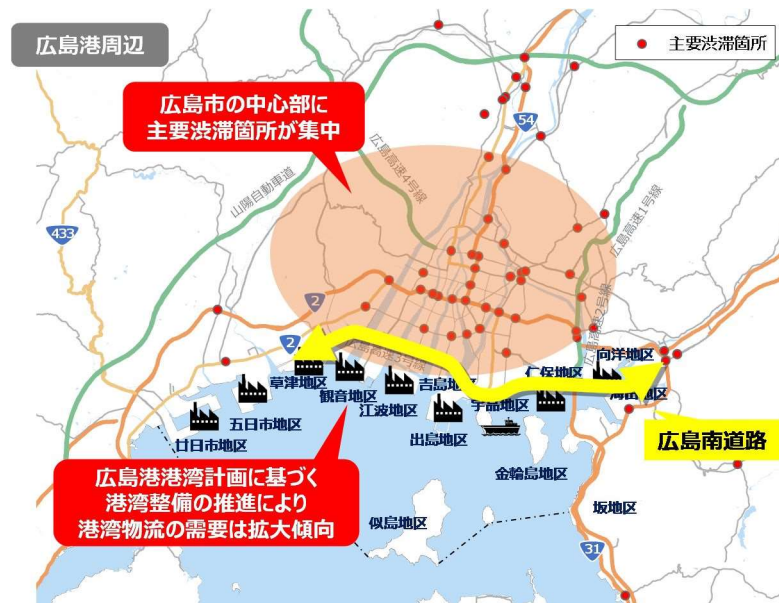 広島港周辺
主要渋滞箇所
広島市の中心部に
主要渋滞箇所が集中
54
山陽自動車道
広島高速4号線
広島高速1号線
433
2
2
広島高速2号線
広島高速3号線
向洋地区
仁保地区
海田地区
草津地区
観音地区
吉島地区
江波地区
宇品地区
五日市地区
出島地区
廿日市地区
広島南道路
金輪島地区
広島港港湾計画に基づく
港湾整備の推進により
港湾物流の需要は拡大傾向
似島地区
坂地区
31